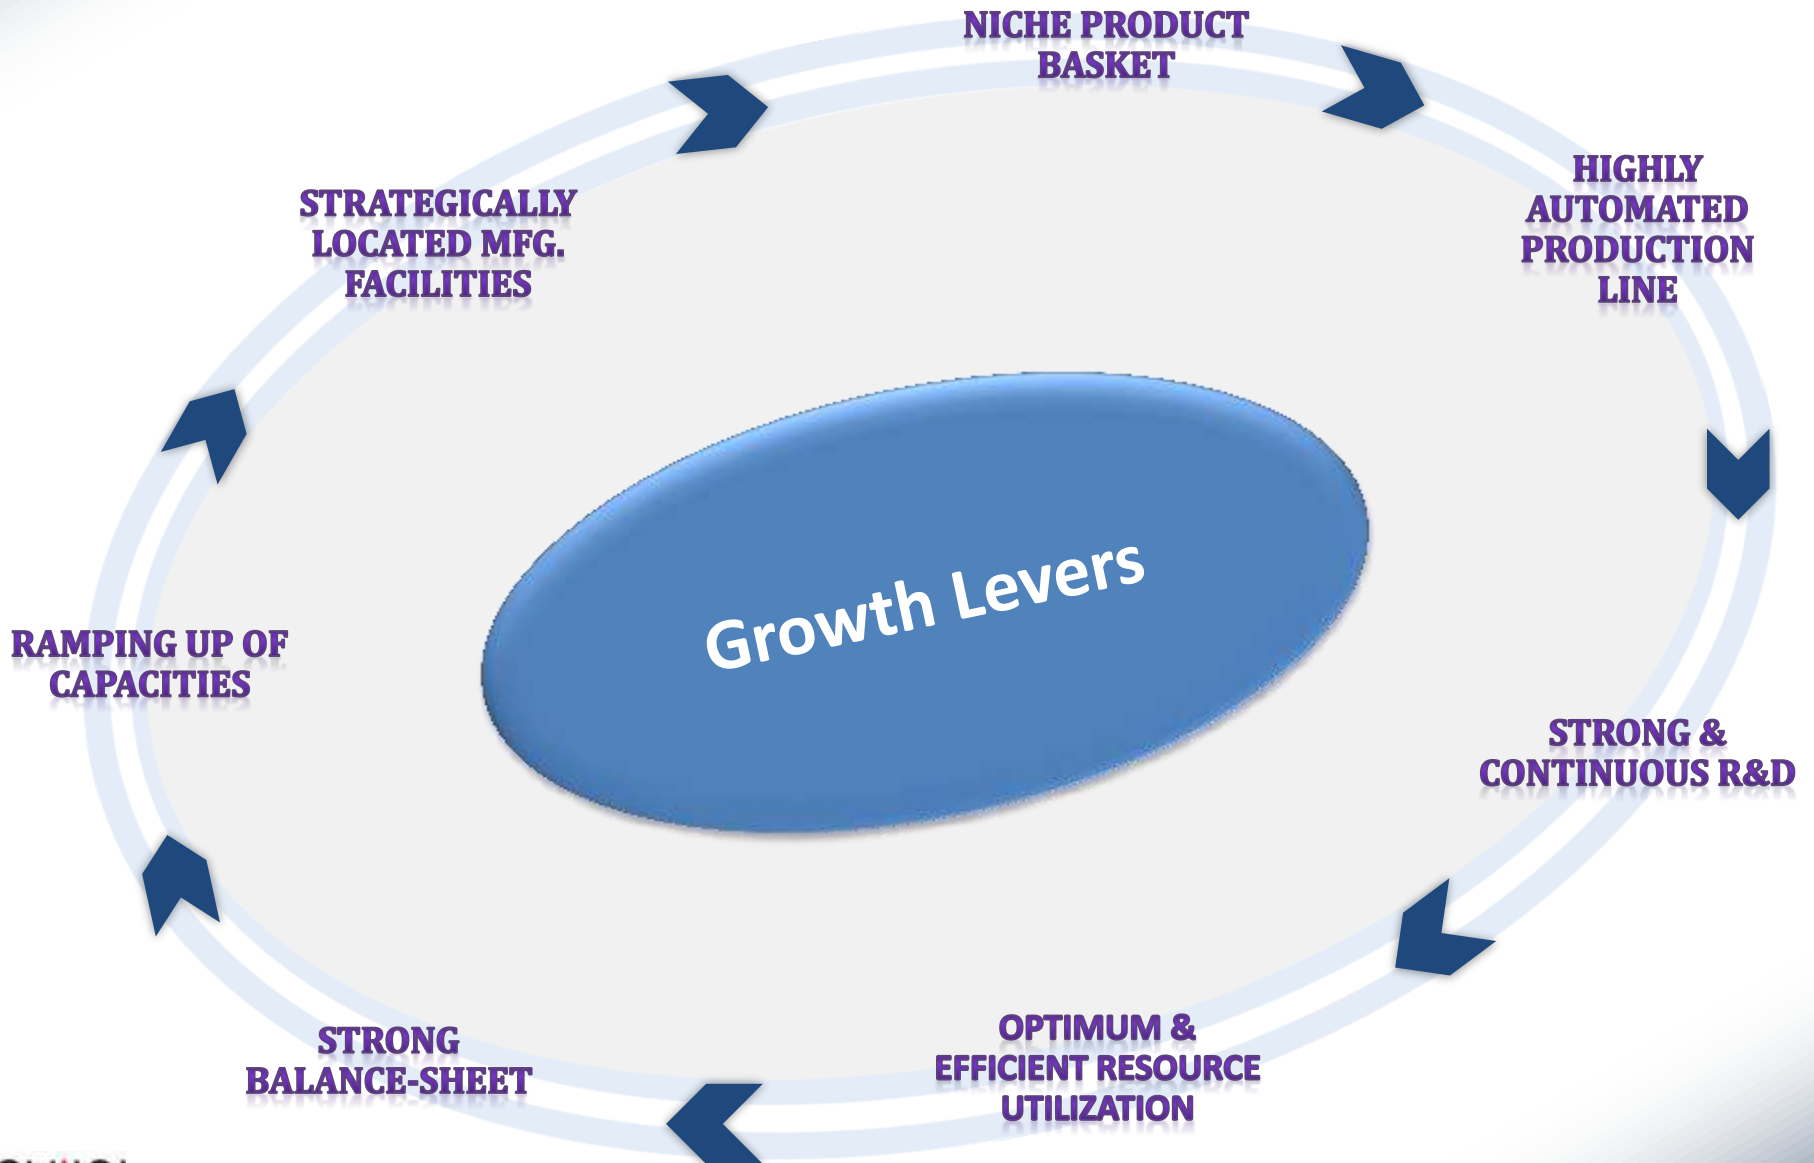 NICHE PRODUCT
BASKET
HIGHLY
AUTOMATED
PRODUCTION
LINE
STRATEGICALLY
LOCATED MFG.
FACILITIES
Growth Levers
RAMPING UP OF
CAPACITIES
STRONG &
CONTINUOUS R&D
OPTIMUM &
EFFICIENT RESOURCE
UTILIZATION
STRONG
BALANCE-SHEET